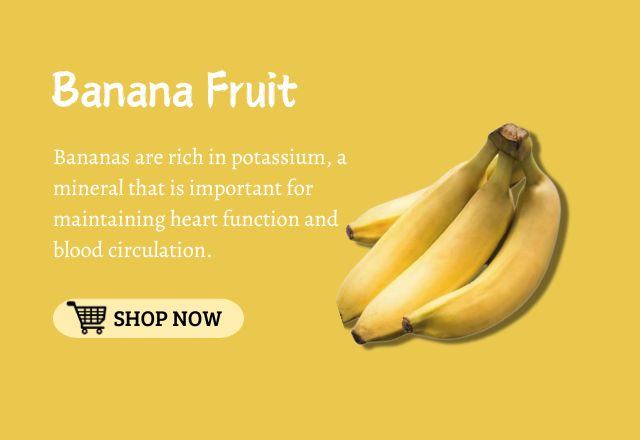 Banana Fruit
Bananas are rich in potassium, a
mineral that is important for
maintaining heart function and
blood circulation.
SHOP NOW